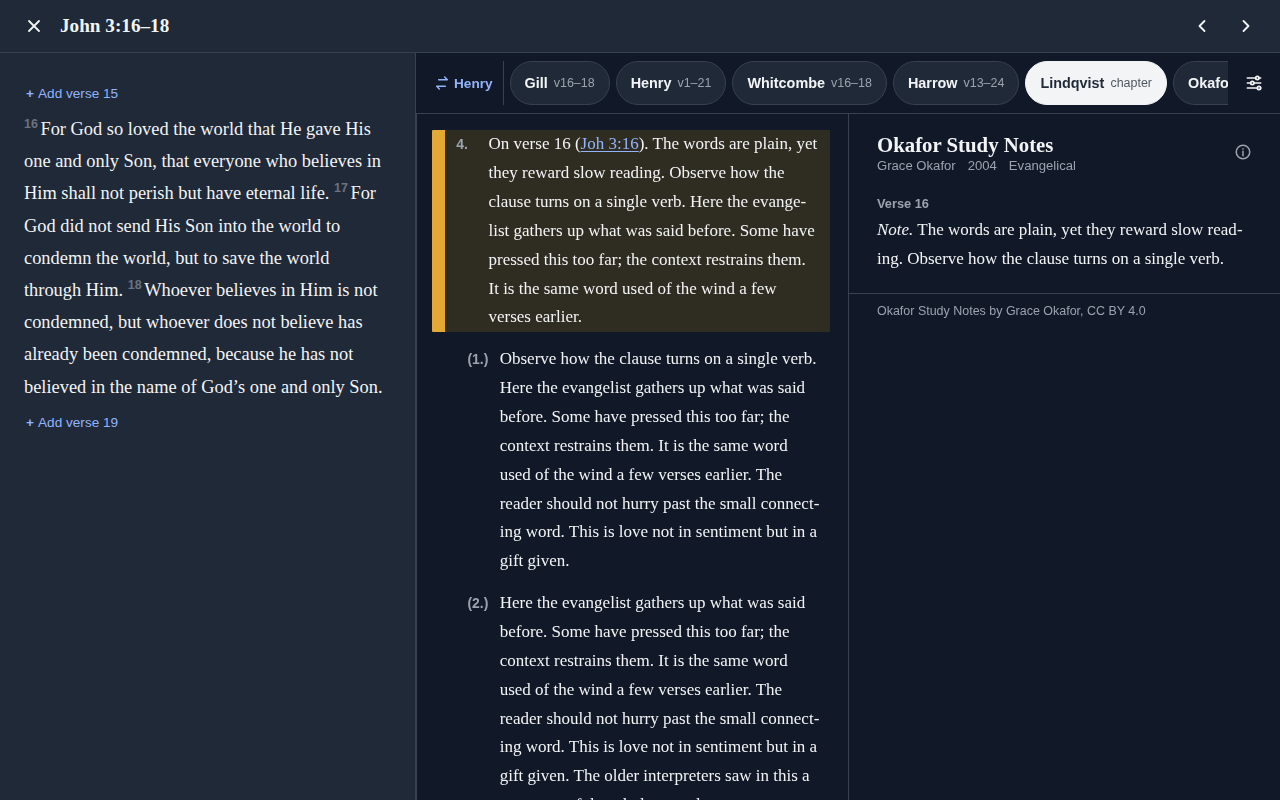 John 3:16–18
+ Add verse 15
16 For God so loved the world that He gave His
one and only Son, that everyone who believes in
Him shall not perish but have eternal life. 17 For
God did not send His Son into the world to
condemn the world, but to save the world
through Him. 18 Whoever believes in Him is not
condemned, but whoever does not believe has
already been condemned, because he has not
believed in the name of God’s one and only Son.
+ Add verse 19
Henry
Gill v16–18
Henry v1–21
Whitcombe v16–18
Harrow v13–24
Lindqvist chapter
Okafo
4. On verse 16 (Joh 3:16). The words are plain, yet
they reward slow reading. Observe how the
clause turns on a single verb. Here the evange-
list gathers up what was said before. Some have
pressed this too far; the context restrains them.
It is the same word used of the wind a few
verses earlier.
(1.) Observe how the clause turns on a single verb.
Here the evangelist gathers up what was said
before. Some have pressed this too far; the
context restrains them. It is the same word
used of the wind a few verses earlier. The
reader should not hurry past the small connect-
ing word. This is love not in sentiment but in a
gift given.
(2.) Here the evangelist gathers up what was said
before. Some have pressed this too far; the
context restrains them. It is the same word
used of the wind a few verses earlier. The
reader should not hurry past the small connect-
ing word. This is love not in sentiment but in a
gift given. The older interpreters saw in this a
Okafor Study Notes
Grace Okafor 2004 Evangelical
Verse 16
Note. The words are plain, yet they reward slow read-
ing. Observe how the clause turns on a single verb.
Okafor Study Notes by Grace Okafor, CC BY 4.0